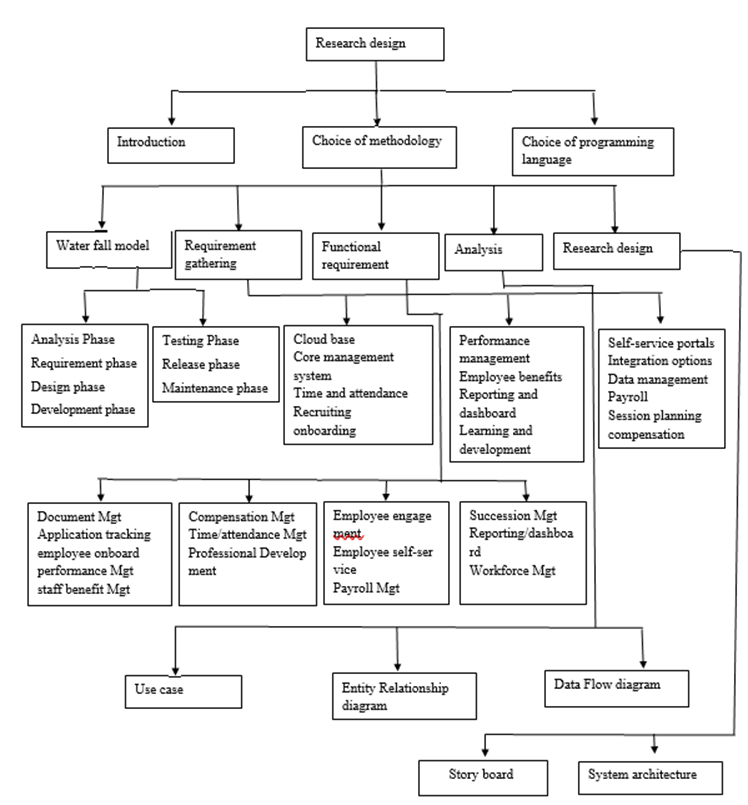 Research design
Introduction
Choice of methodology
Choice of programming
language
Water fall model
Requirement
gathering
Functional
requirement
Analysis
Research design
Analysis Phase
Requirement phase
Design phase
Development phase
Testing Phase
Release phase
Maintenance phase
Cloud base
Core management
system
Time and attendance
Recruiting
onboarding
Performance
management
Employee benefits
Reporting and
dashboard
Learning and
development
Self-service portals
Integration options
Data management
Payroll
Session planning
compensation
Document Mgt
Application tracking
employee onboard
performance Mgt
staff benefit Mgt
Compensation Mgt
Time/attendance Mgt
Professional Develop
ment
Employee engage
ment
Employee self-ser
vice
Payroll Mgt
Succession Mgt
Reporting/dashboa
rd
Workforce Mgt
Use case
Entity Relationship
diagram
Data Flow diagram
Story board
System architecture